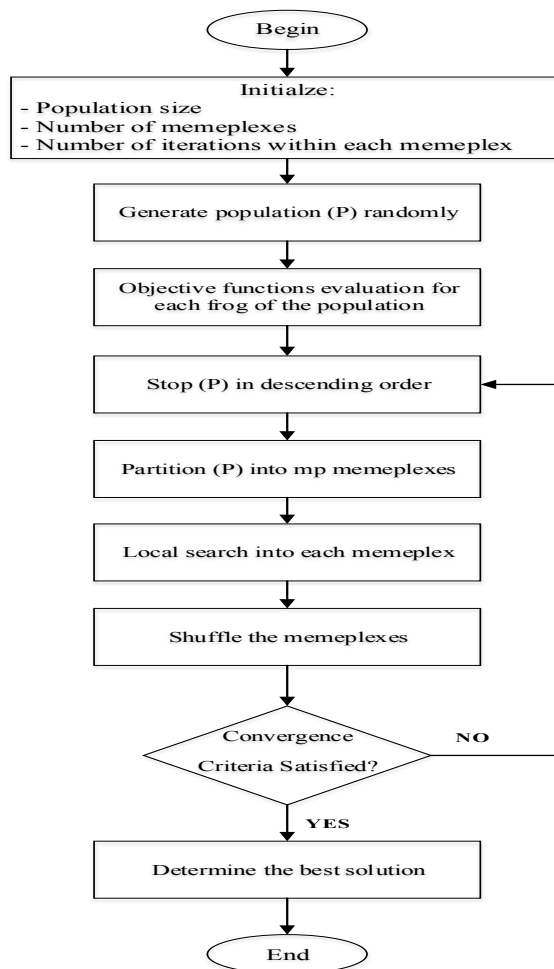 Begin
Initialze:
- Population size
- Number of memeplexes
- Number of iterations within each memeplex
Generate population (P) randomly
Objective functions evaluation for
each frog of the population
Stop (P) in descending order
Partition (P) into mp memeplexes
Local search into each memeplex
Shuffle the memeplexes
Convergence
Criteria Satisfied?
NO
YES
Determine the best solution
End